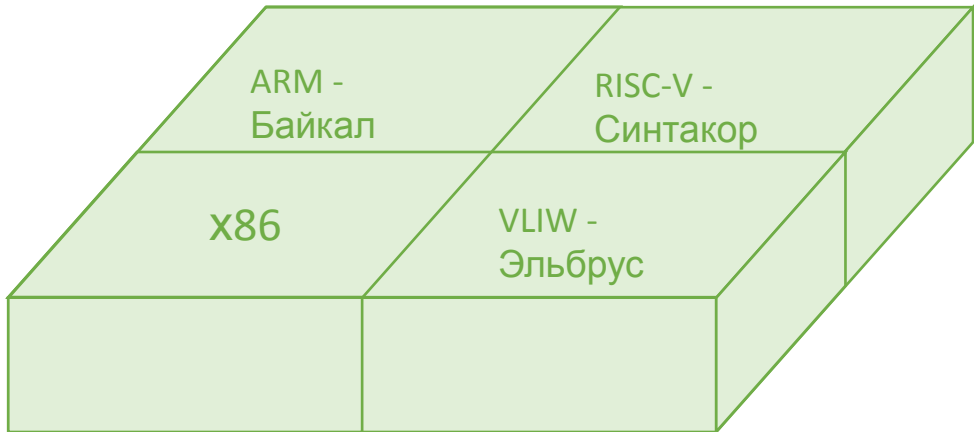 ARM -
Байкал
RISC-V -
Синтакор
x86
VLIW -
Эльбрус